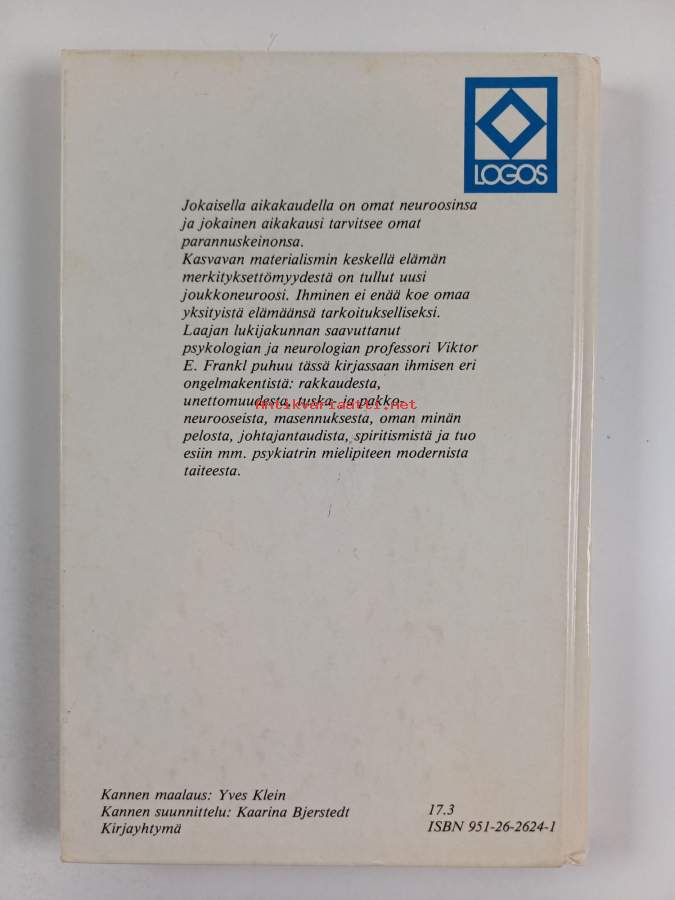 LOGOS
Jokaisella aikakaudella on omat neuroosinsa
ja jokainen aikakausi tarvitsee omat
parannuskeinonsa.
Kasvavan materialismin keskellä elämän
merkityksettömyydestä on tullut uusi
joukkoneuroosi. Ihminen ei enää koe omaa
yksityistä elämäänsä tarkoitukselliseksi.
Laajan lukijakunnan saavuttanut
psykologian ja neurologian professori Viktor
E. Frankl puhuu tässä kirjassaan ihmisen eri
ongelmakentistä: rakkaudesta,
unettomuudesta, tuska- ja pakko-
Antikvariaatti.net
neurooseista, masennuksesta, oman minän
pelosta, johtajantaudista, spiritismistä ja tuo
esiin mm. psykiatrin mielipiteen modernista
taiteesta.
Kannen maalaus: Yves Klein
Kannen suunnittelu: Kaarina Bjerstedt
Kirjayhtymä
17.3
ISBN 951-26-2624-1